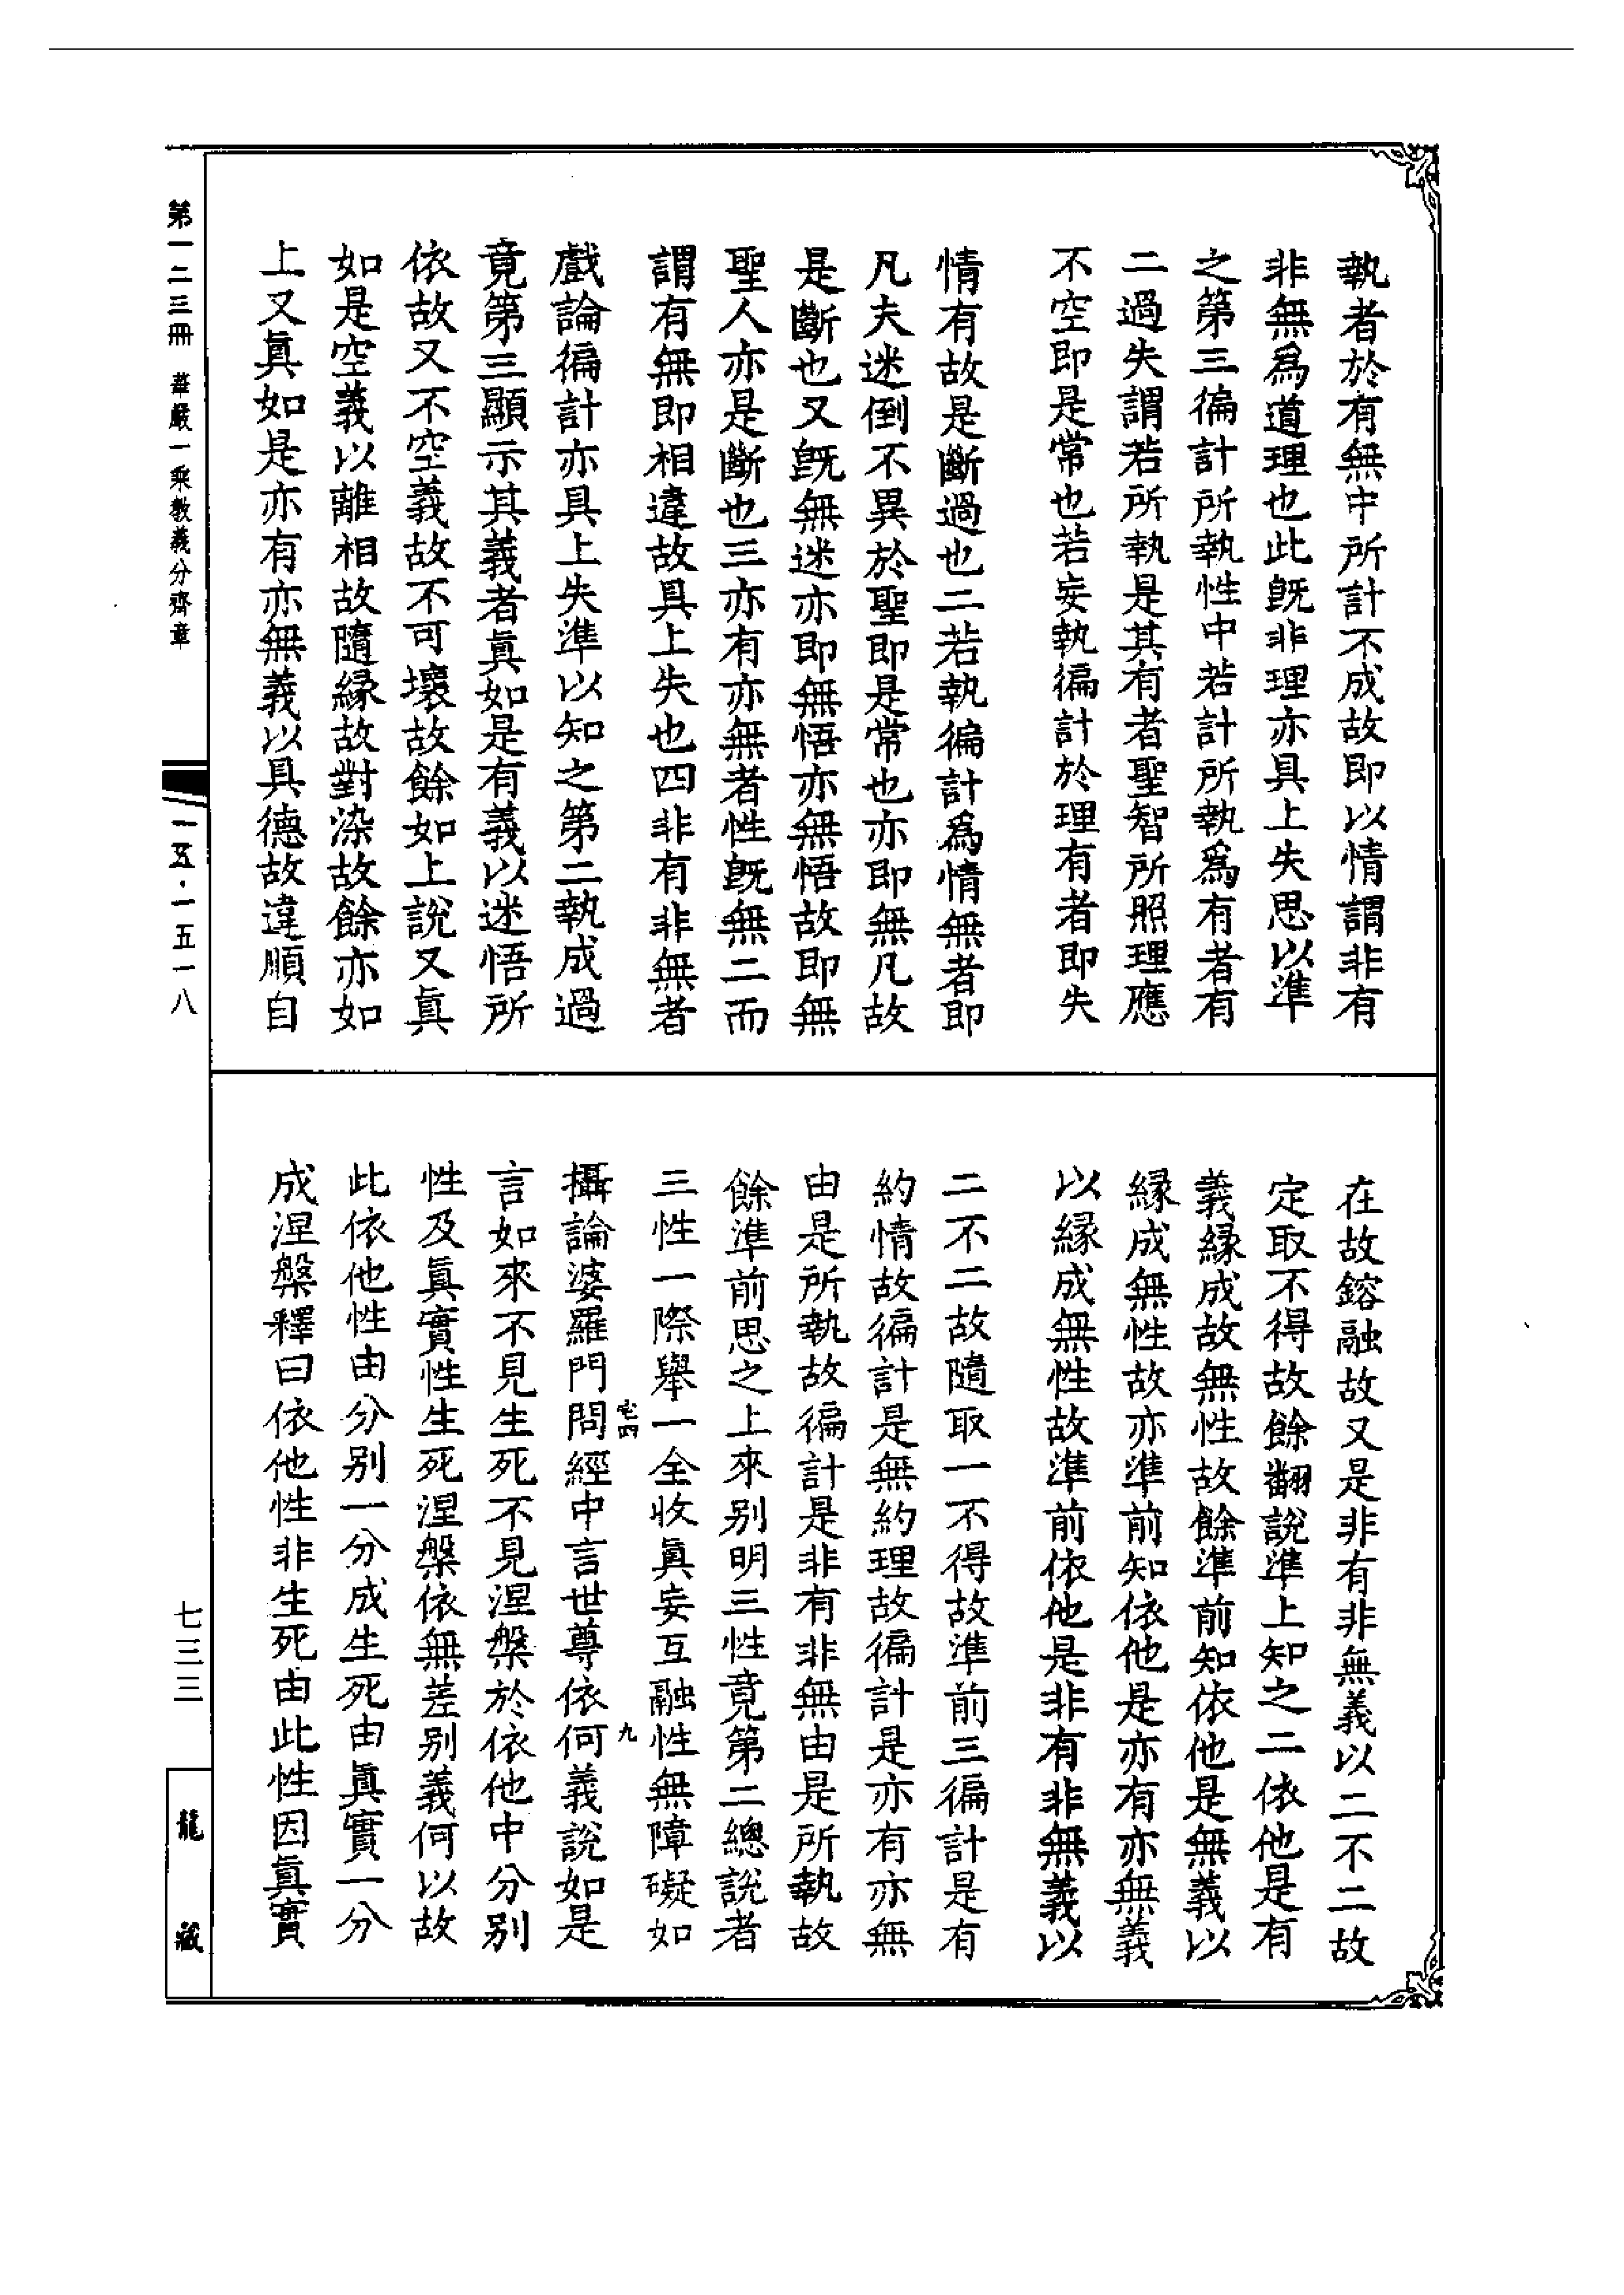 執者於有無中所計不成故即以情謂非有
非無爲道理也此旣非理亦具上失思以準
之第三徧計所執性中若計所執爲有者有
二過失謂若所執是其有者聖智所照理應
不空即是常也若妄執徧計於理有者即失
情有故是斷過也二若執徧計爲情無者即
凡夫迷倒不異於聖即是常也亦即無凡故
是斷也又旣無迷亦即無悟亦無悟故即無
聖人亦是斷也三亦有亦無者性旣無二而
謂有無即相違故具上失也四非有非無者
戲論徧計亦具上失準以知之第二執成過
竟第三顯示其義者眞如是有義以迷悟所
依故又不空義故不可壞故餘如上說又眞
如是空義以離相故隨緣故對染故餘亦如
上又眞如是亦有亦無義以具德故違順自
在故鎔融故又是非有非無義以二不二故
定取不得故餘翻說準上知之二依他是有
義緣成故無性故餘準前知依他是無義以
緣成無性故亦準前知依他是亦有亦無義
以緣成無性故準前依他是非有非無義以
二不二故隨取一不得故準前三徧計是有
約情故徧計是無約理故徧計是亦有亦無
由是所執故徧計是非有非無由是所執故
餘準前思之上來別明三性竟第二總說者
三性一際舉一全收眞妄互融性無障礙如
攝論婆羅門問經中言世尊依何義說如是
言如來不見生死不見涅槃於依他中分別
性及眞實性生死涅槃依無差別義何以故
此依他性由分別一分成生死由眞實一分
成涅槃釋曰依他性非生死由此性因眞實
四
九
第一二三冊 華嚴一乘敎義分齊章
一五·一五一八
七三三
龍藏